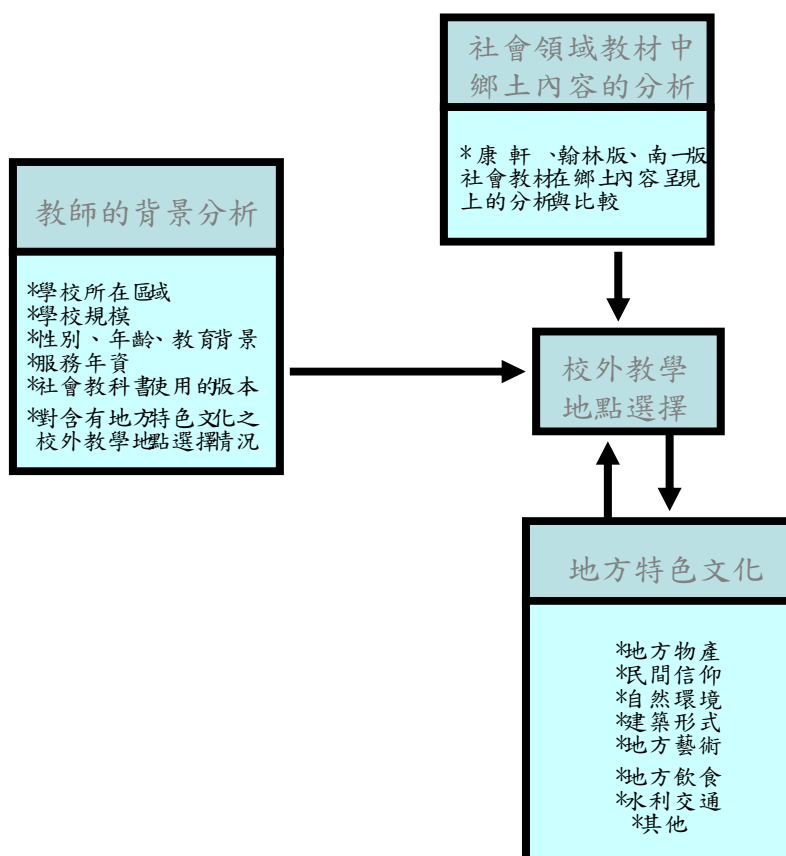 社會領域教材中
鄉土內容的分析
*康 軒 、翰林版、南一版
社會教材在鄉土內容呈現
上的分析與比較
教師的背景分析
*學校所在區域
*學校規模
*性別、年齡、教育背景
*服務年資
*社會教科書使用的版本
*對含有地方特色文化之
校外教學地點選擇情況
校外教學
地點選擇
地方特色文化
*地方物產
*民間信仰
*自然環境
*建築形式
*地方藝術
*地方飲食
*水利交通
*其他